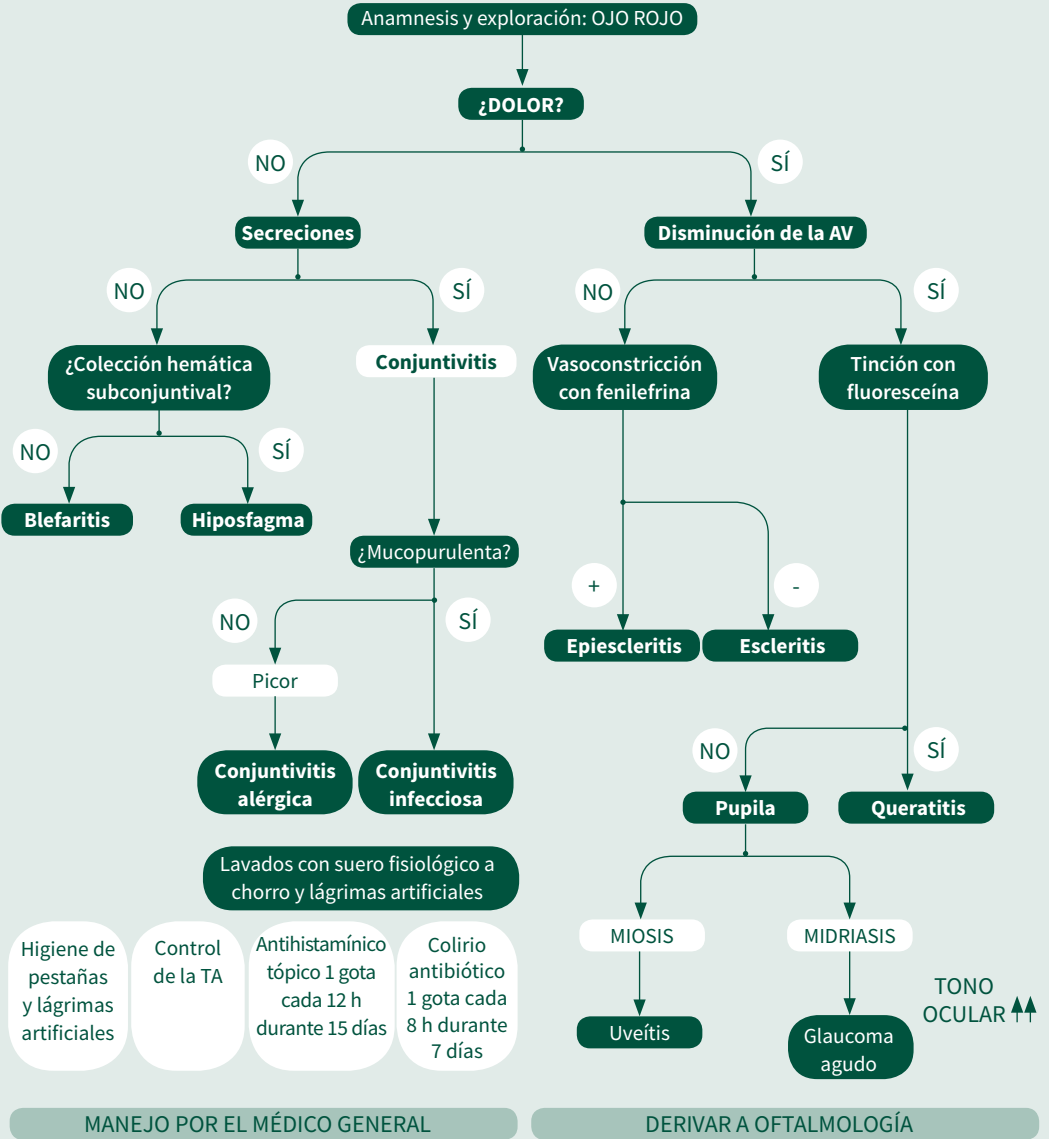 Anamnesis y exploración: OJO ROJO
¿DOLOR?
NO
SÍ
Secreciones
Disminución de la AV
NO
SÍ
NO
SÍ
¿Colección hemática
subconjuntival?
Conjuntivitis
Vasoconstricción
con fenilefrina
Tinción con
fluoresceína
NO
SÍ
Blefaritis
Hiposfagma
¿Mucopurulenta?
+
-
NO
SÍ
Epiescleritis
Escleritis
Picor
NO
SÍ
Conjuntivitis
alérgica
Conjuntivitis
infecciosa
Pupila
Queratitis
Lavados con suero fisiológico a
chorro y lágrimas artificiales
MIOSIS
MIDRIASIS
Higiene de
pestañas
y lágrimas
artificiales
Control
de la TA
Antihistamínico
tópico 1 gota
cada 12 h
durante 15 días
Colirio
antibiótico
1 gota cada
8 h durante
7 días
Uveítis
Glaucoma
agudo
TONO
OCULAR
MANEJO POR EL MÉDICO GENERAL
DERIVAR A OFTALMOLOGÍA